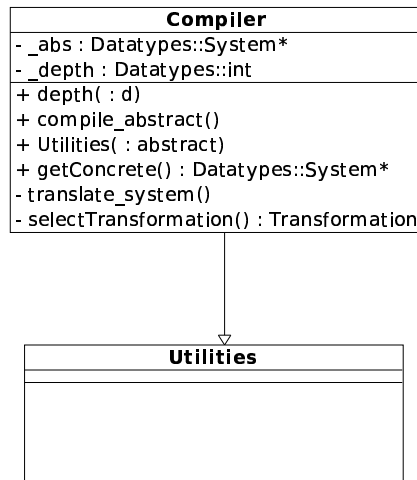 Compiler
- _abs : Datatypes::System*
- _depth : Datatypes::int
+ depth( : d)
+ compile_abstract()
+ Utilities( : abstract)
+ getConcrete() : Datatypes::System*
- translate_system()
- selectTransformation() : Transformation
Utilities